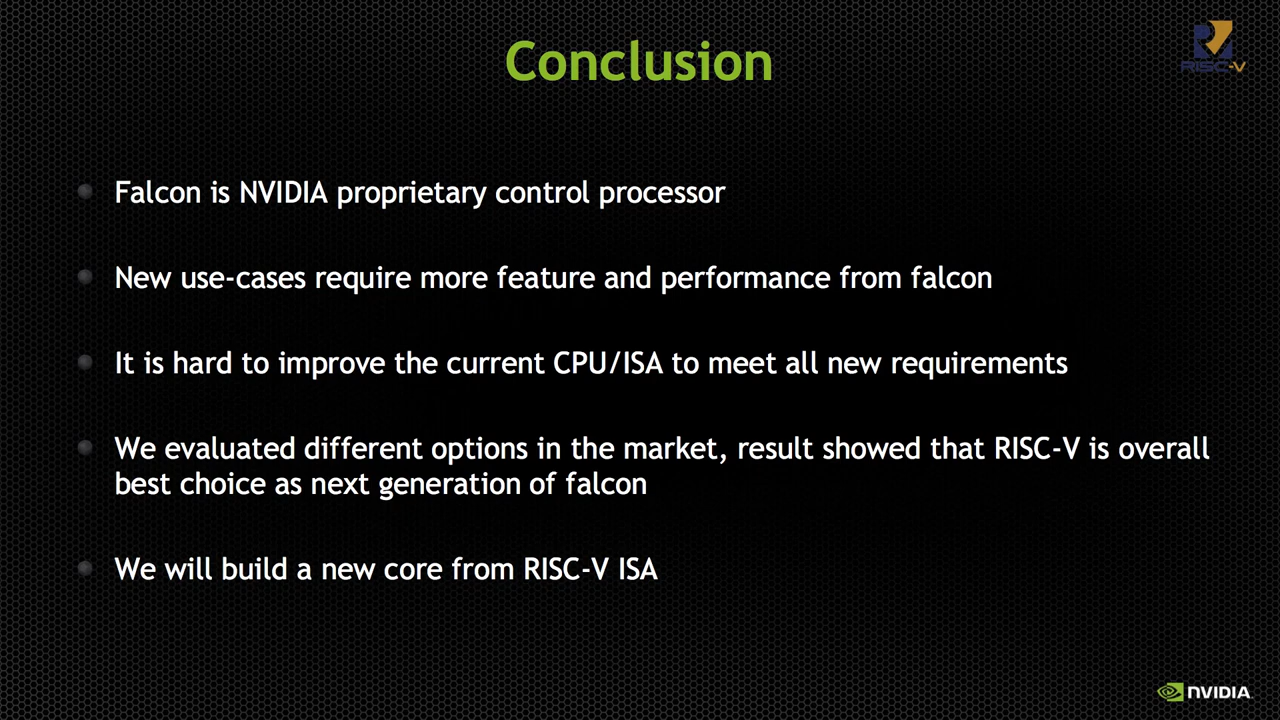 Conclusion
RISC-V
Falcon is NVIDIA proprietary control processor
New use-cases require more feature and performance from falcon
It is hard to improve the current CPU/ISA to meet all new requirements
We evaluated different options in the market, result showed that RISC-V is overall
best choice as next generation of falcon
We will build a new core from RISC-V ISA
NVIDIA